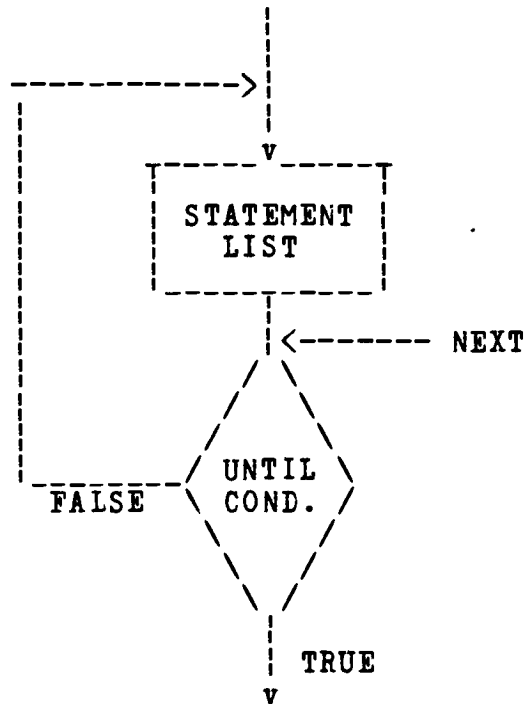 STATEMENT
LIST
NEXT
UNTIL
COND.
FALSE
TRUE